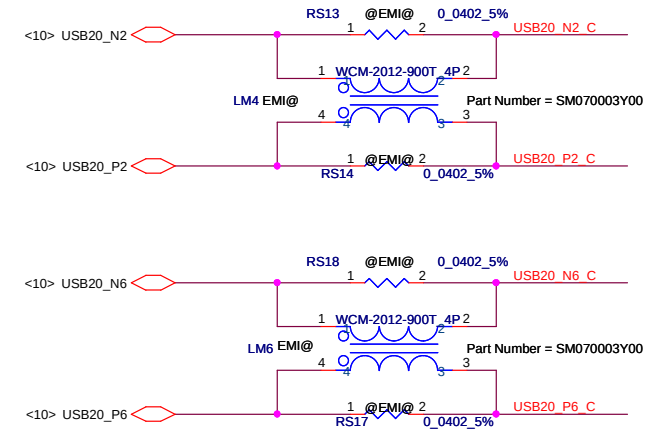 RS13 @EMI@ 0_0402_5%
<10> USB20_N2 1 2 USB20_N2_C
1 WCM-2012-900T_4P 2
1 2
LM4 EMI@ Part Number = SM070003Y00
4 3
4 3
<10> USB20_P2 1 @EMI@ 2 USB20_P2_C
RS14 0_0402_5%
RS18 @EMI@ 0_0402_5%
<10> USB20_N6 1 2 USB20_N6_C
1 WCM-2012-900T_4P 2
1 2
LM6 EMI@ Part Number = SM070003Y00
4 3
4 3
<10> USB20_P6 1 @EMI@ 2 USB20_P6_C
RS17 0_0402_5%